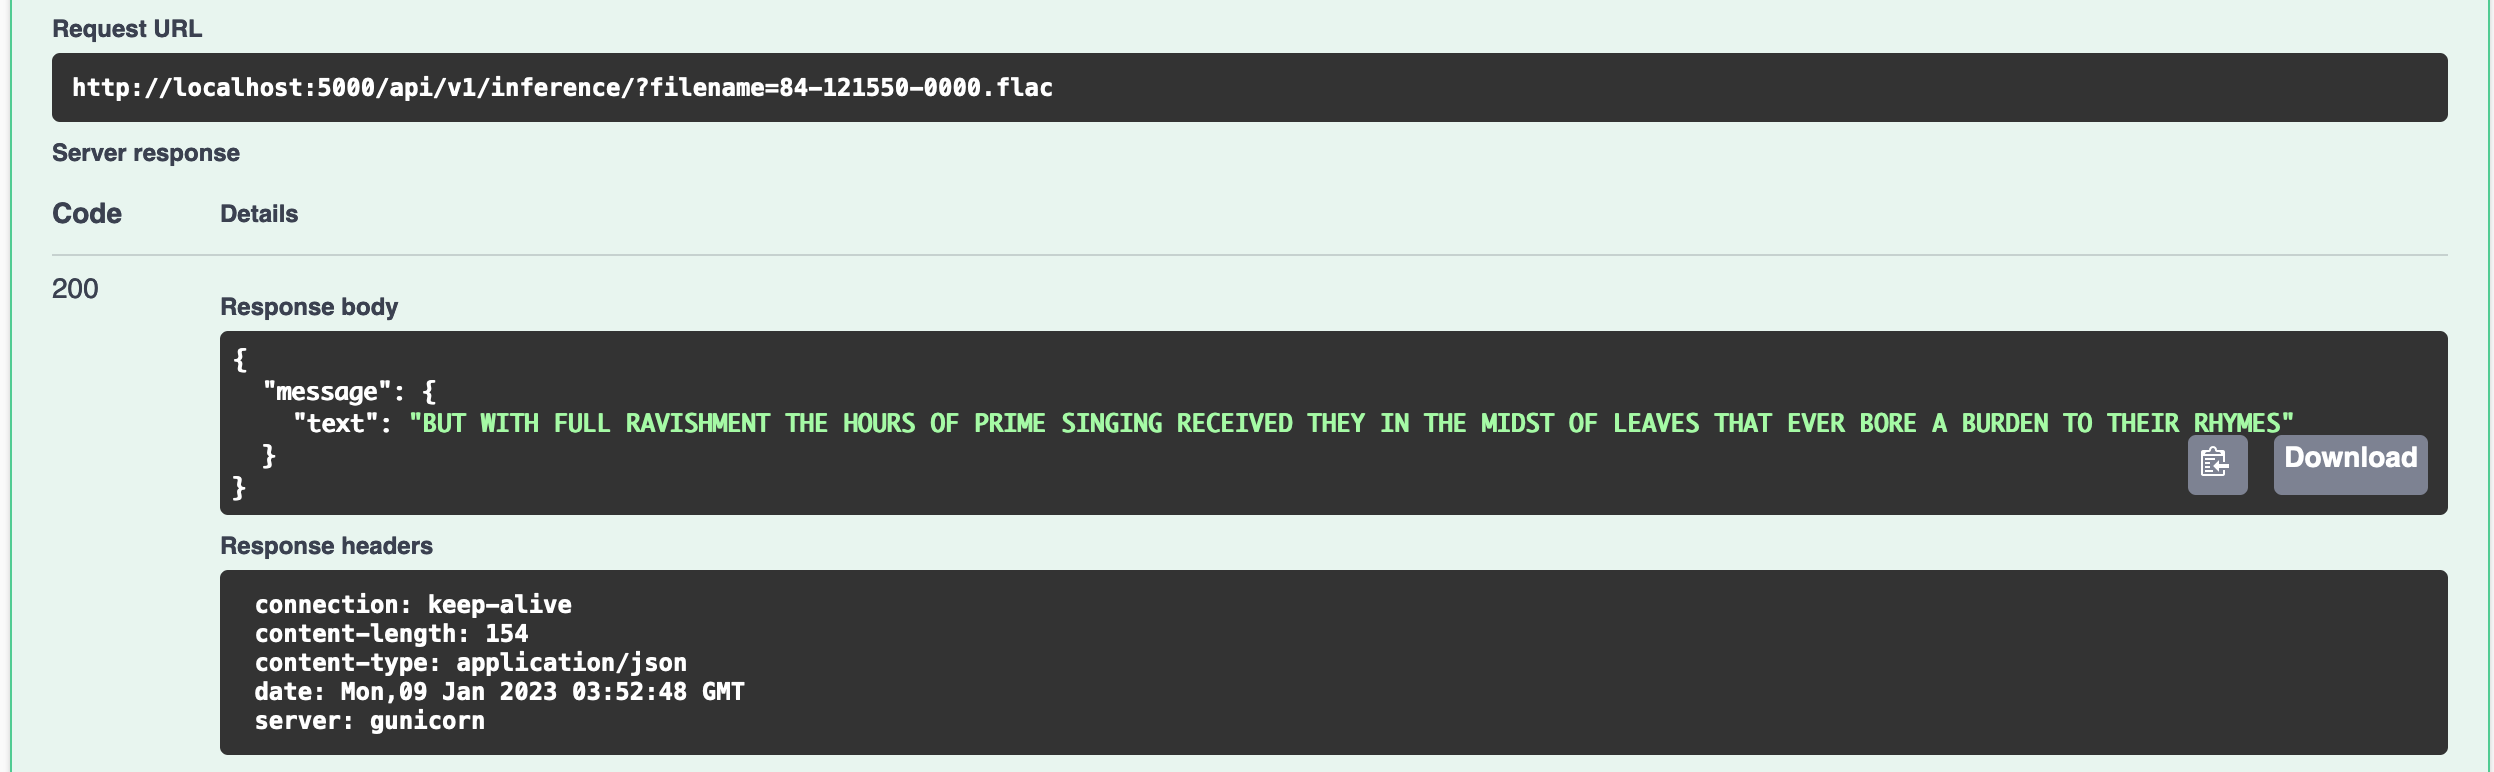 Request URL
http://localhost:5000/api/v1/inference/?filename=84-121550-0000.flac
Server response
Code Details
200
Response body
{
"message": {
"text": "BUT WITH FULL RAVISHMENT THE HOURS OF PRIME SINGING RECEIVED THEY IN THE MIDST OF LEAVES THAT EVER BORE A BURDEN TO THEIR RHYMES"
}
}
Download
Response headers
connection: keep-alive
content-length: 154
content-type: application/json
date: Mon,09 Jan 2023 03:52:48 GMT
server: gunicorn